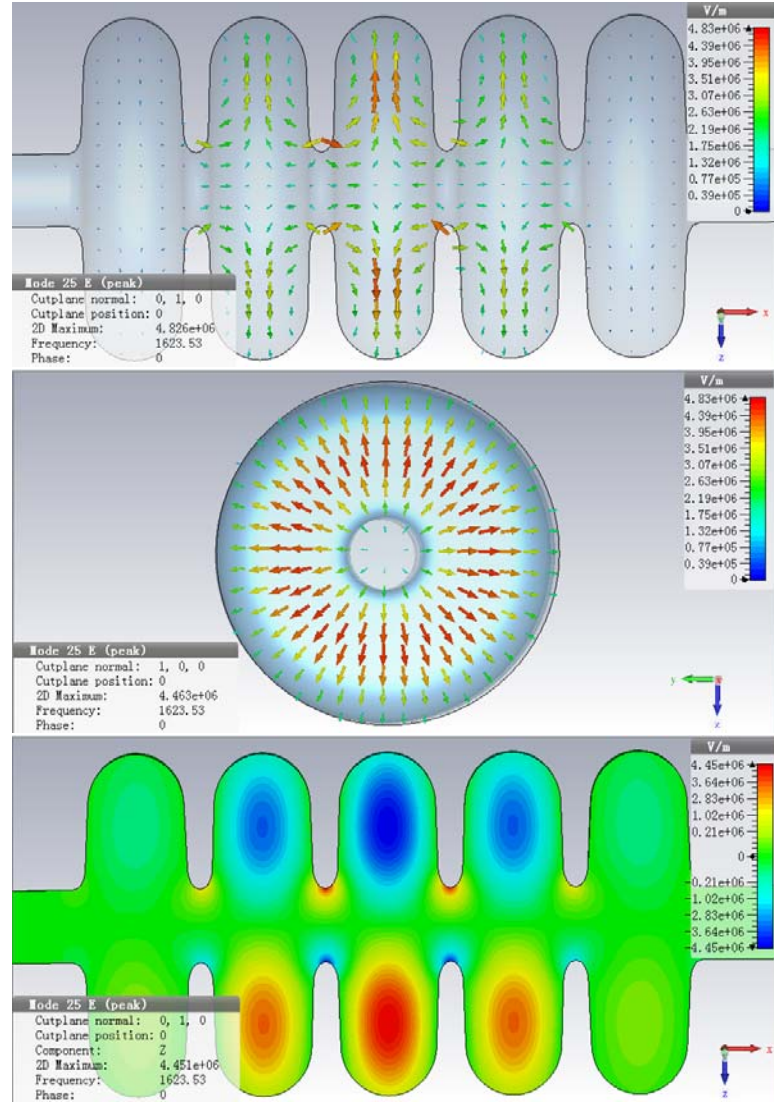 V/m
4.83e+06
4.39e+06
3.95e+06
3.51e+06
3.07e+06
2.63e+06
2.19e+06
1.75e+06
1.32e+06
0.77e+05
0.39e+05
0
Mode 25 E (peak)
Cutplane normal: 0, 1, 0
Cutplane position: 0
2D Maximum: 4.826e+06
Frequency: 1623.53
Phase: 0
x
z
V/m
4.83e+06
4.39e+06
3.95e+06
3.51e+06
3.07e+06
2.63e+06
2.19e+06
1.75e+06
1.32e+06
0.77e+05
0.39e+05
0
Mode 25 E (peak)
Cutplane normal: 1, 0, 0
Cutplane position: 0
2D Maximum: 4.463e+06
Frequency: 1623.53
Phase: 0
y
z
V/m
4.45e+06
3.64e+06
2.83e+06
1.02e+06
0.21e+06
0
-0.21e+06
-1.02e+06
-2.83e+06
-3.64e+06
-4.45e+06
Mode 25 E (peak)
Cutplane normal: 0, 1, 0
Cutplane position: 0
Component: Z
2D Maximum: 4.451e+06
Frequency: 1623.53
Phase: 0
x
z